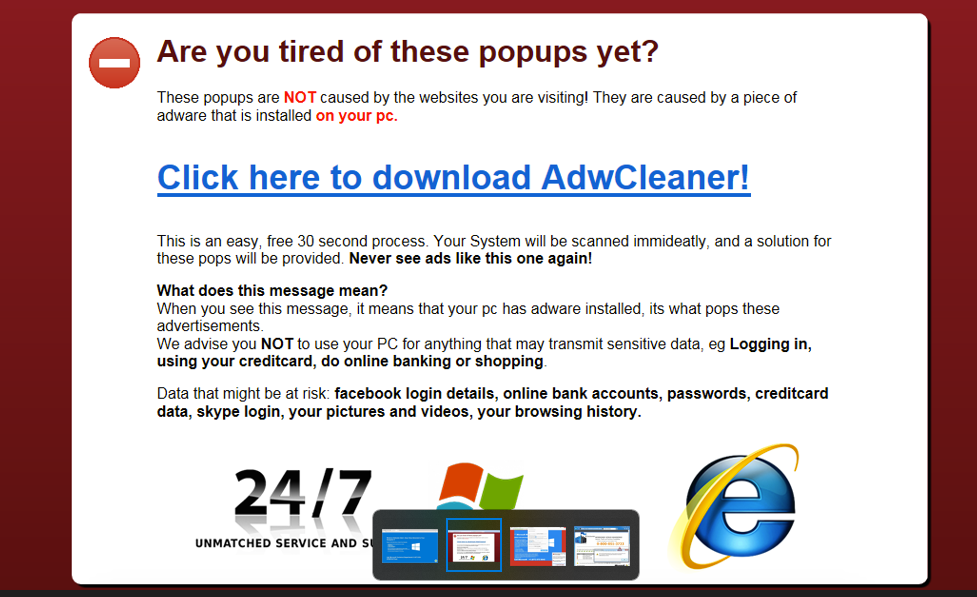 Are you tired of these popups yet?
These popups are NOT caused by the websites you are visiting! They are caused by a piece of
adware that is installed on your pc.
Click here to download AdwCleaner!
This is an easy, free 30 second process. Your System will be scanned immideatly, and a solution for
these pops will be provided. Never see ads like this one again!
What does this message mean?
When you see this message, it means that your pc has adware installed, its what pops these
advertisements.
We advise you NOT to use your PC for anything that may transmit sensitive data, eg Logging in,
using your creditcard, do online banking or shopping.
Data that might be at risk: facebook login details, online bank accounts, passwords, creditcard
data, skype login, your pictures and videos, your browsing history.
24/7
UNMATCHED SERVICE AND